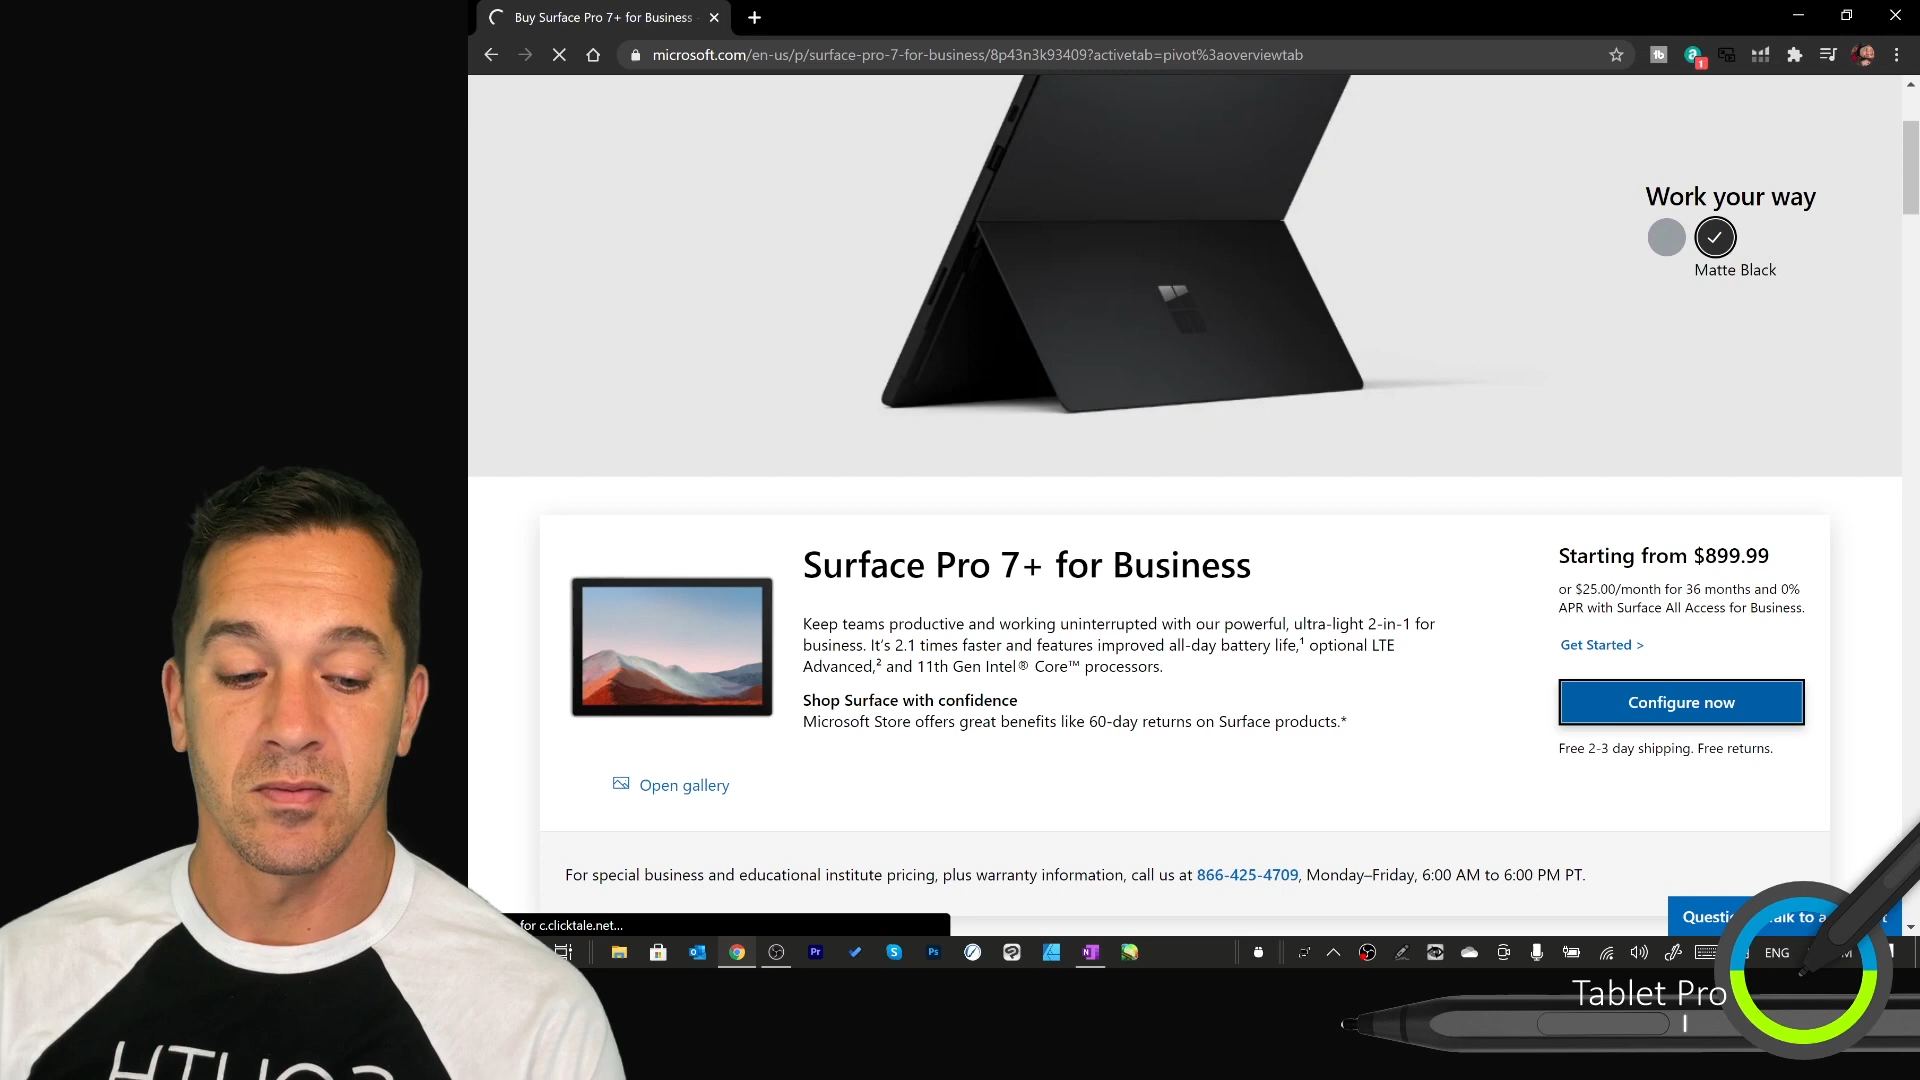 Buy Surface Pro 7+ for Business
microsoft.com/en-us/p/surface-pro-7-for-business/8p43n3k93409?activetab=pivot%3aoverviewtab
tb
a
1
Work your way
Matte Black
Surface Pro 7+ for Business
Keep teams productive and working uninterrupted with our powerful, ultra-light 2-in-1 for
business. It's 2.1 times faster and features improved all-day battery life,¹ optional LTE
Advanced,² and 11th Gen Intel® Core™ processors.
Shop Surface with confidence
Microsoft Store offers great benefits like 60-day returns on Surface products.*
Open gallery
Starting from $899.99
or $25.00/month for 36 months and 0%
APR with Surface All Access for Business.
Get Started >
Configure now
Free 2-3 day shipping. Free returns.
For special business and educational institute pricing, plus warranty information, call us at 866-425-4709, Monday–Friday, 6:00 AM to 6:00 PM PT.
for c.clicktale.net...
Pr
Ps
ENG
Tablet Pro